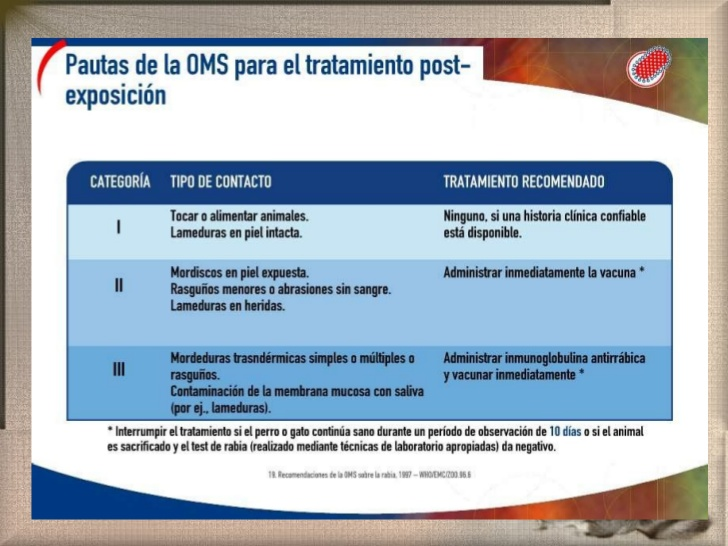 Pautas de la OMS para el tratamiento post-
exposición
CATEGORÍA TIPO DE CONTACTO TRATAMIENTO RECOMENDADO
I
Tocar o alimentar animales.
Lameduras en piel intacta.
Ninguno, si una historia clínica confiable
está disponible.
II
Mordiscos en piel expuesta.
Rasguños menores o abrasiones sin sangre.
Lameduras en heridas.
Administrar inmediatamente la vacuna *
III
Mordeduras trasndérmicas simples o múltiples o
rasguños.
Contaminación de la membrana mucosa con saliva
(por ej., lameduras).
Administrar inmunoglobulina antirrábica
y vacunar inmediatamente *
* Interrumpir el tratamiento si el perro o gato continúa sano durante un período de observación de 10 días o si el animal
es sacrificado y el test de rabia (realizado mediante técnicas de laboratorio apropiadas) da negativo.
19. Recomendaciones de la OMS sobre la rabia, 1997 – WHO/EMC/ZOO.96.6